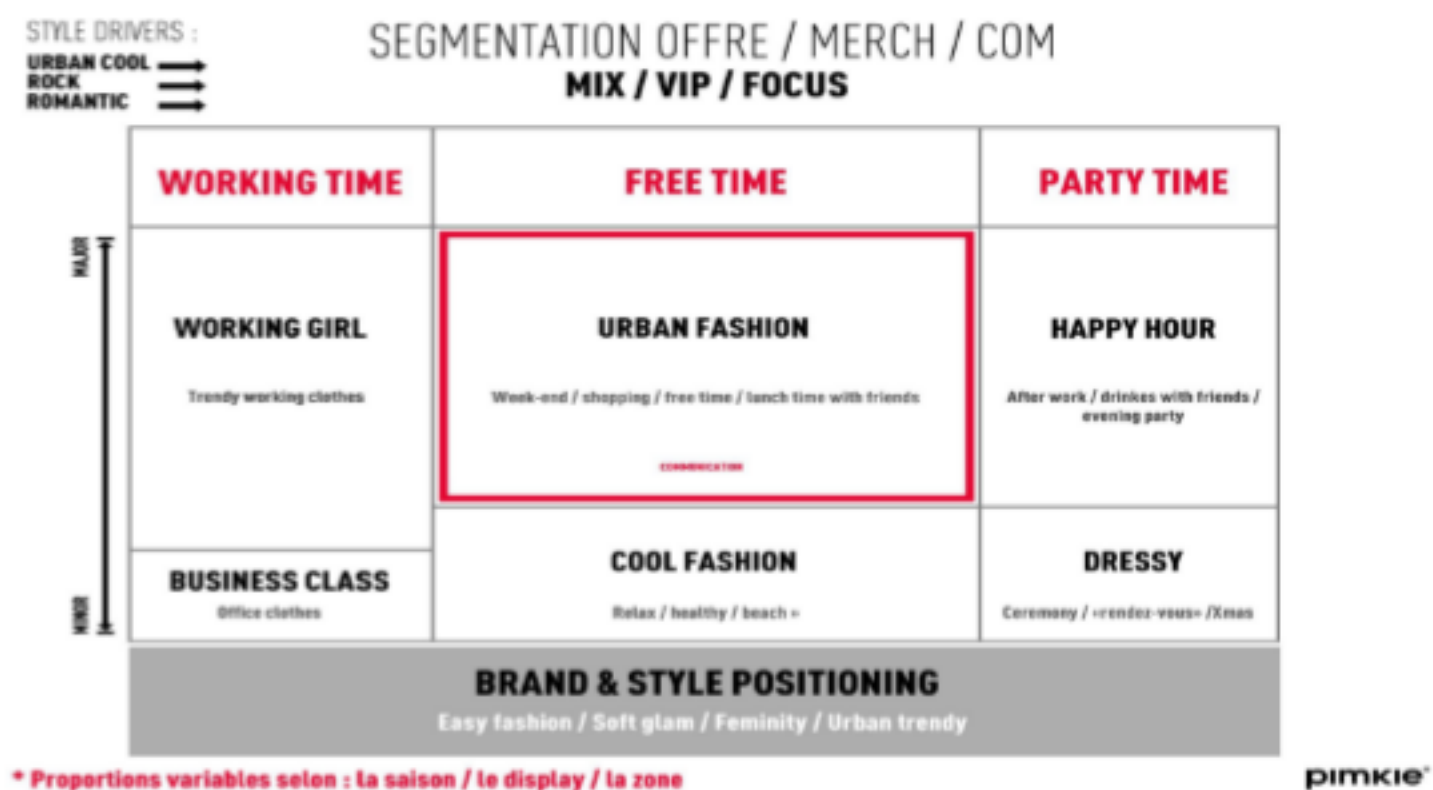 STYLE DRIVERS :
URBAN COOL
ROCK
ROMANTIC
SEGMENTATION OFFRE / MERCH / COM
MIX / VIP / FOCUS
WORKING TIME
FREE TIME
PARTY TIME
MAJOR
WORKING GIRL
Trendy working clothes
URBAN FASHION
Week-end / shopping / free time / lunch time with friends
COMMUNICATION
HAPPY HOUR
After work / drinkes with friends /
evening party
MINOR
BUSINESS CLASS
Office clothes
COOL FASHION
Relax / healthy / beach »
DRESSY
Ceremony / «rendez-vous» /Xmas
BRAND & STYLE POSITIONING
Easy fashion / Soft glam / Feminity / Urban trendy
* Proportions variables selon : la saison / le display / la zone
pimkie